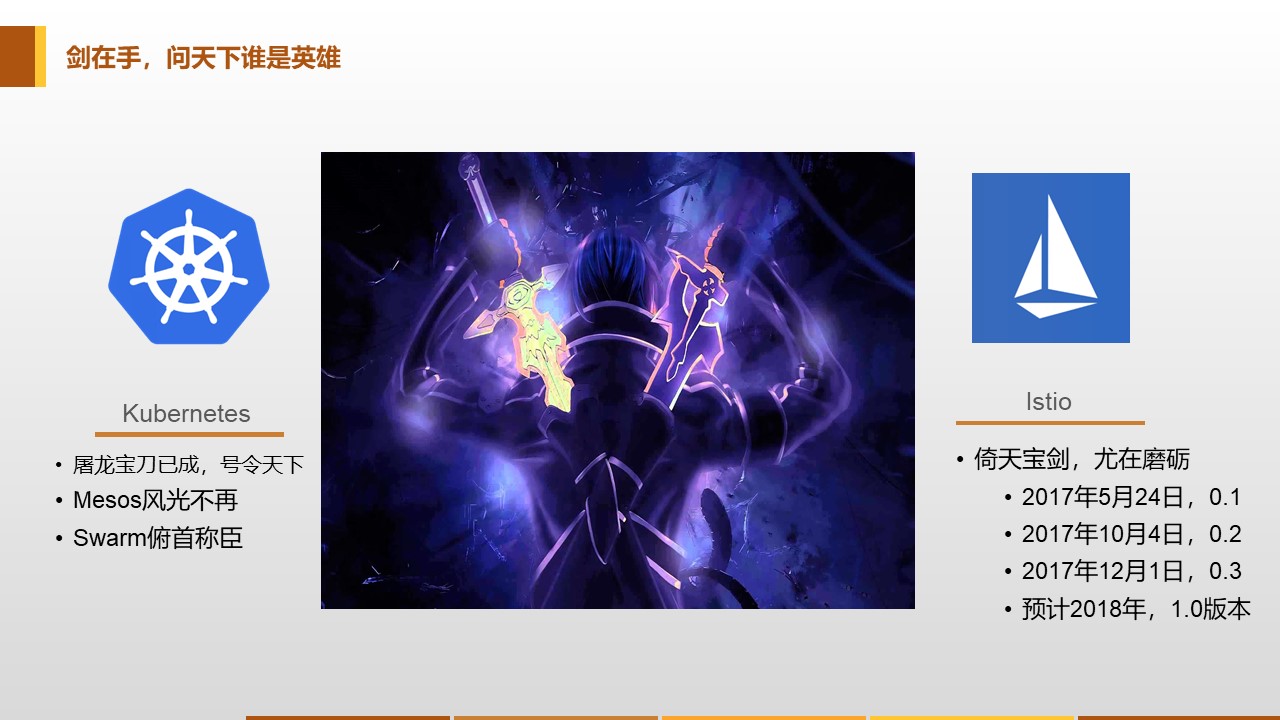 剑在手，问天下谁是英雄
Kubernetes
• 屠龙宝刀已成，号令天下
• Mesos风光不再
• Swarm俯首称臣
Istio
• 倚天宝剑，尤在磨砺
• 2017年5月24日，0.1
• 2017年10月4日，0.2
• 2017年12月1日，0.3
• 预计2018年，1.0版本